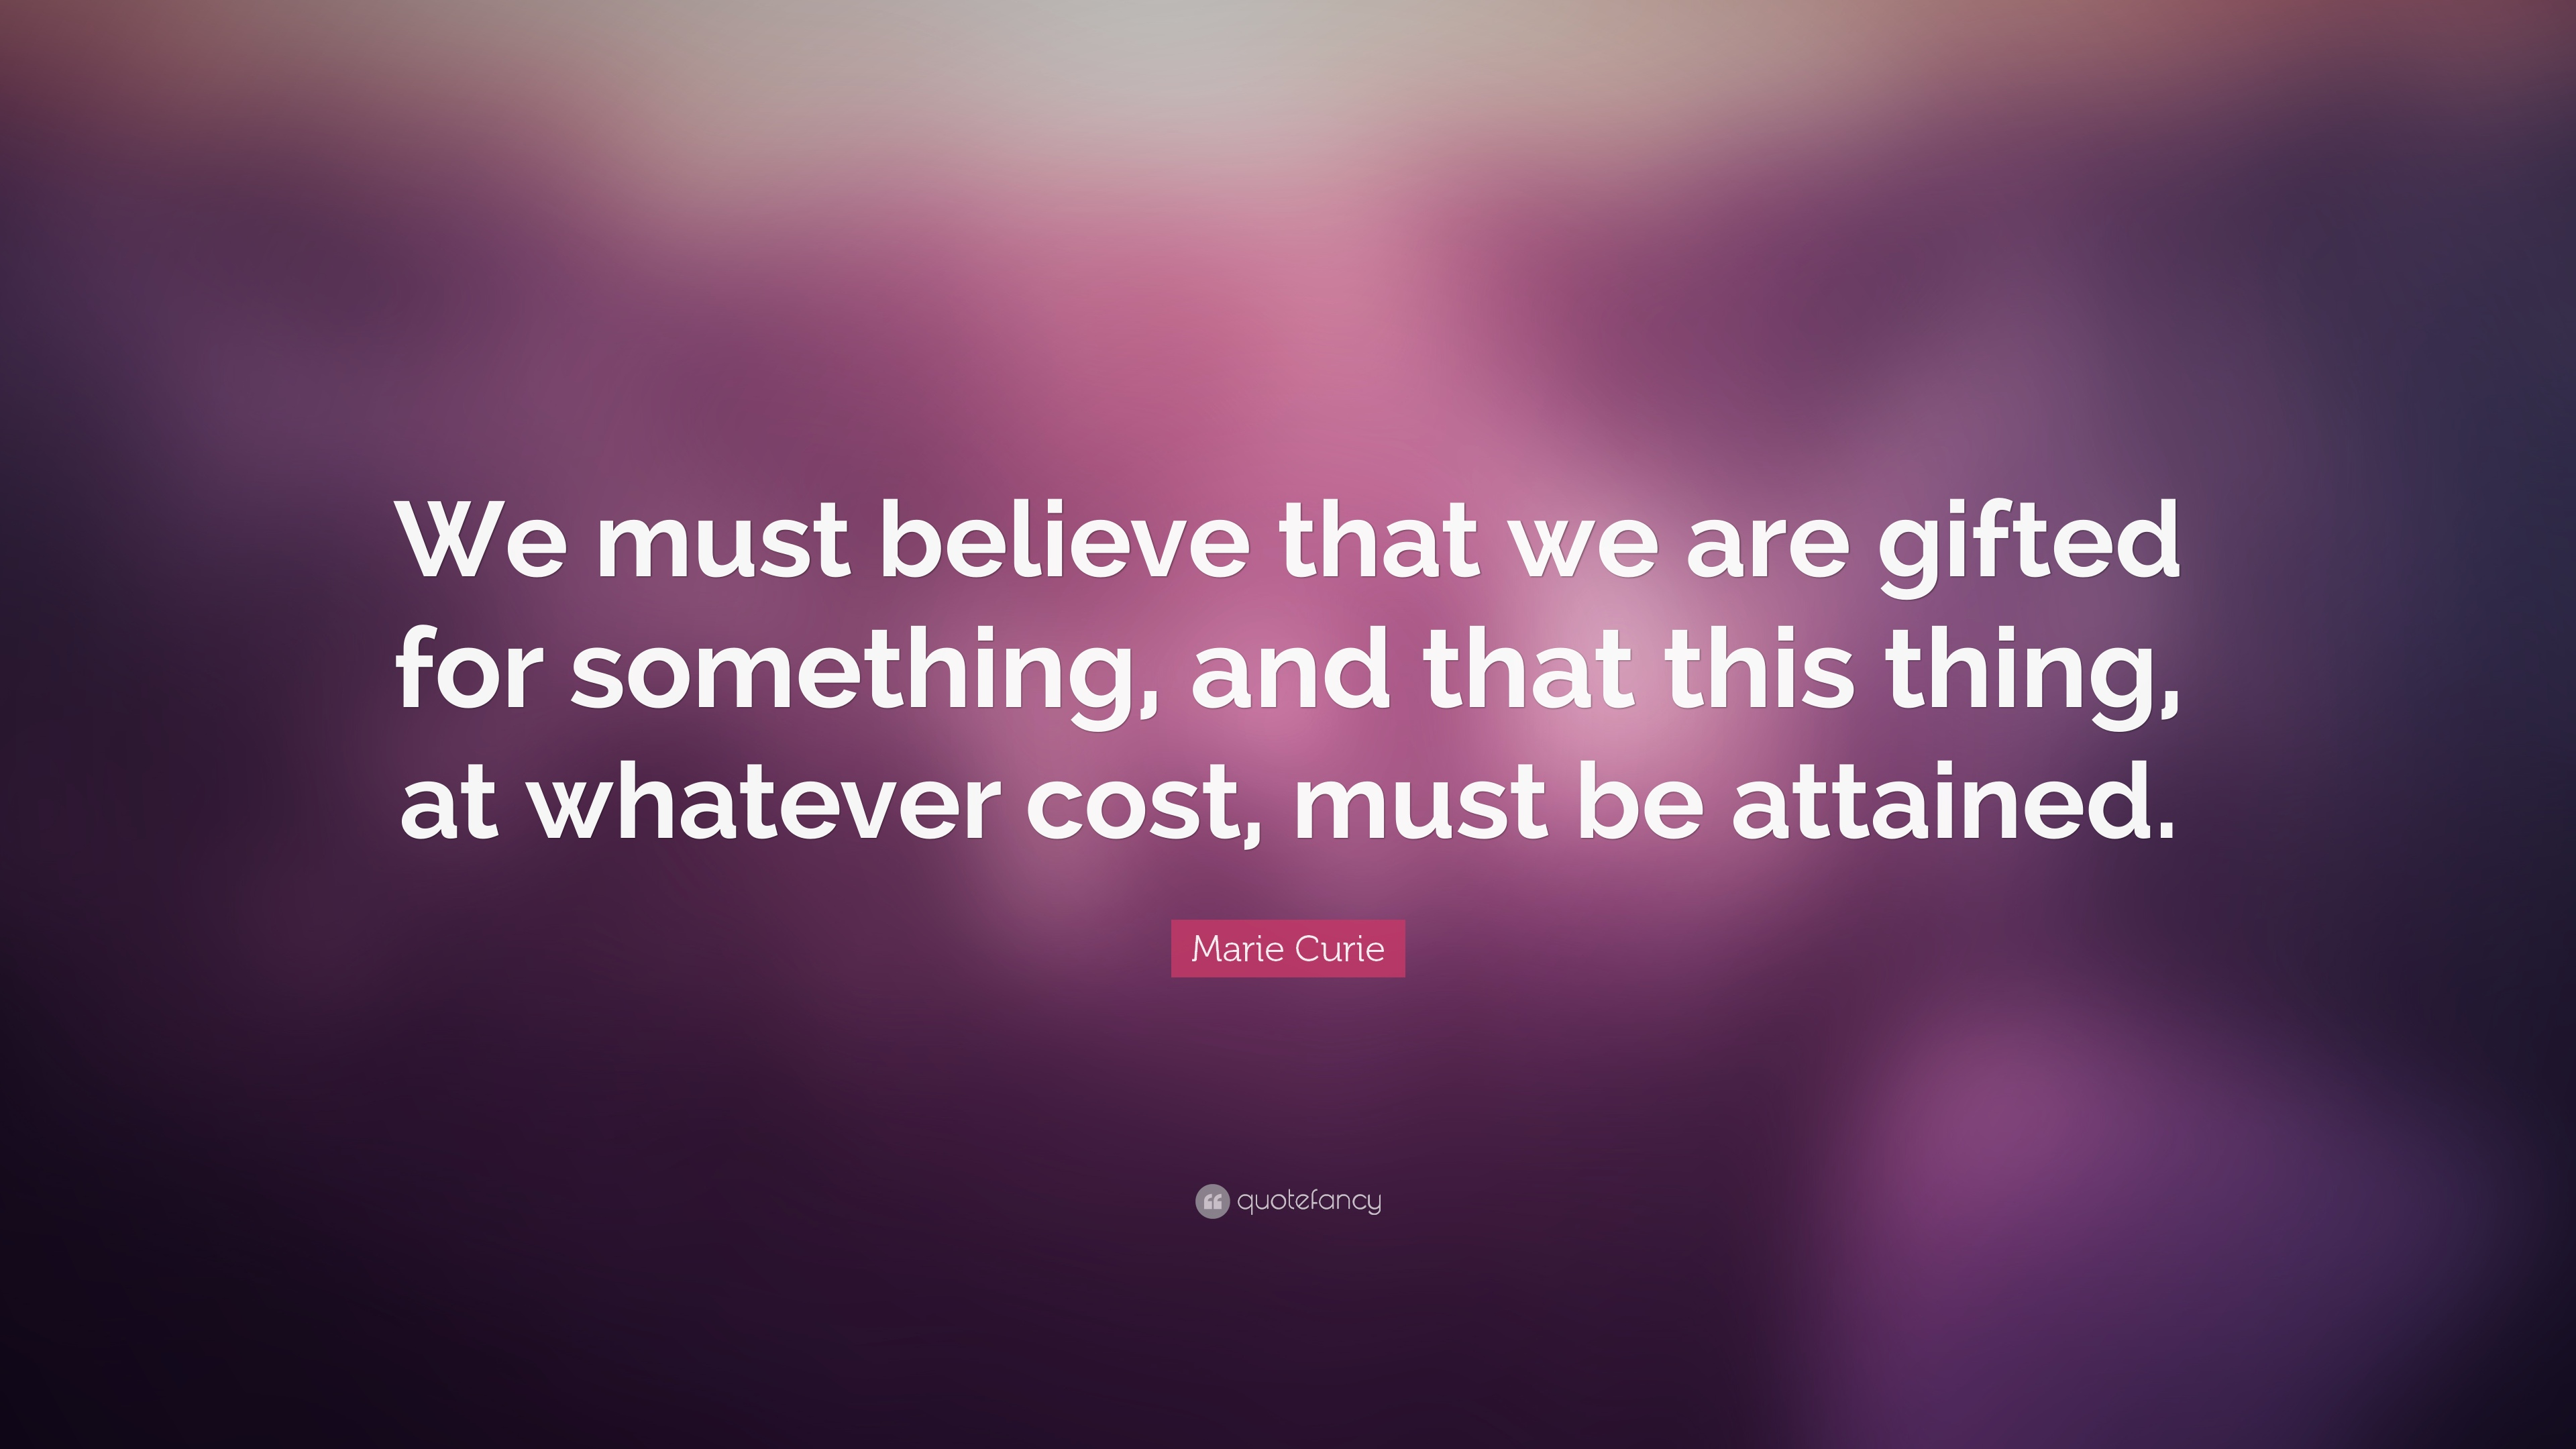 We must believe that we are gifted
for something, and that this thing,
at whatever cost, must be attained.
Marie Curie
quotefancy